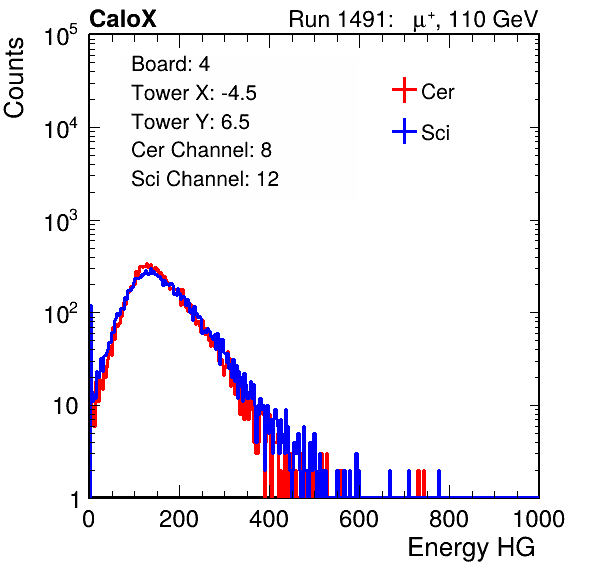 CaloX Run 1491: μ⁺, 110 GeV
Counts
10⁵
10⁴
10³
10²
10
1
Board: 4
Tower X: -4.5
Tower Y: 6.5
Cer Channel: 8
Sci Channel: 12
Cer
Sci
0 200 400 600 800 1000
Energy HG